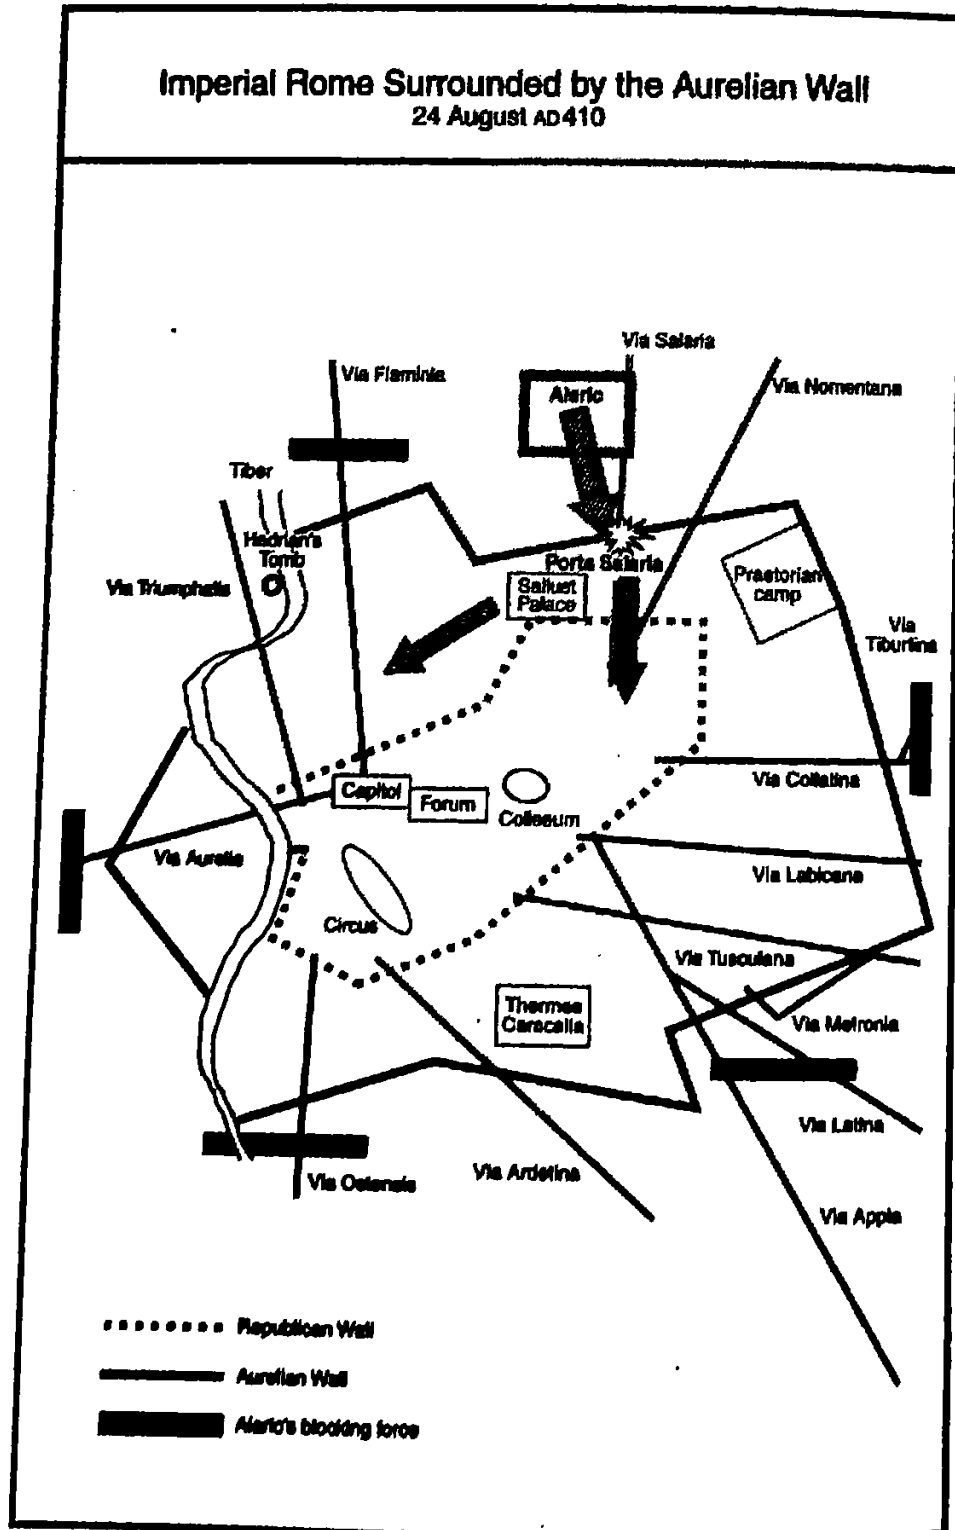 Imperial Rome Surrounded by the Aurelian Wall
24 August AD 410
Via Salaria
Via Flaminia
Alaric
Via Nomentana
Tiber
Hadrian's
Tomb
Porta Salaria
Via Triumphalis
Sallust
Palace
Praetorian
camp
Via
Tiburtina
Via Collatina
Capitol
Forum
Coliseum
Via Aurelia
Via Labicana
Circus
Via Tusculana
Thermae
Caracalla
Via Metronia
Via Latina
Via Ostensis
Via Ardetina
Via Appia
Republican Wall
Aurelian Wall
Alaric's blocking force